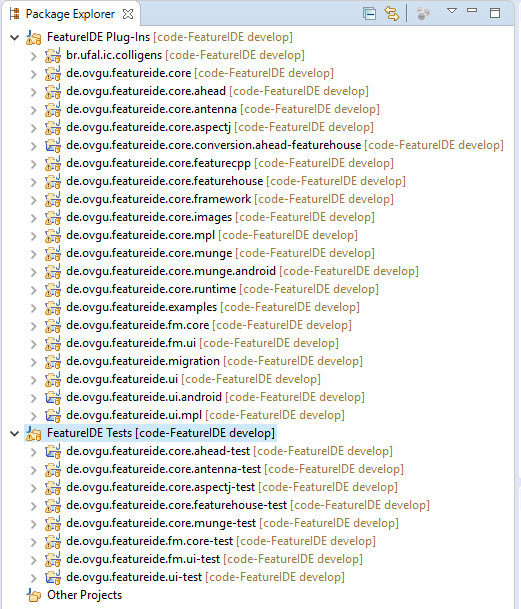 Package Explorer
FeatureIDE Plug-Ins [code-FeatureIDE develop]
br.ufal.ic.colligens [code-FeatureIDE develop]
de.ovgu.featureide.core [code-FeatureIDE develop]
de.ovgu.featureide.core.ahead [code-FeatureIDE develop]
de.ovgu.featureide.core.antenna [code-FeatureIDE develop]
de.ovgu.featureide.core.aspectj [code-FeatureIDE develop]
de.ovgu.featureide.core.conversion.ahead-featurehouse [code-FeatureIDE develop]
de.ovgu.featureide.core.featurecpp [code-FeatureIDE develop]
de.ovgu.featureide.core.featurehouse [code-FeatureIDE develop]
de.ovgu.featureide.core.framework [code-FeatureIDE develop]
de.ovgu.featureide.core.images [code-FeatureIDE develop]
de.ovgu.featureide.core.mpl [code-FeatureIDE develop]
de.ovgu.featureide.core.munge [code-FeatureIDE develop]
de.ovgu.featureide.core.munge.android [code-FeatureIDE develop]
de.ovgu.featureide.core.runtime [code-FeatureIDE develop]
de.ovgu.featureide.examples [code-FeatureIDE develop]
de.ovgu.featureide.fm.core [code-FeatureIDE develop]
de.ovgu.featureide.fm.ui [code-FeatureIDE develop]
de.ovgu.featureide.migration [code-FeatureIDE develop]
de.ovgu.featureide.ui [code-FeatureIDE develop]
de.ovgu.featureide.ui.android [code-FeatureIDE develop]
de.ovgu.featureide.ui.mpl [code-FeatureIDE develop]
FeatureIDE Tests [code-FeatureIDE develop]
de.ovgu.featureide.core.ahead-test [code-FeatureIDE develop]
de.ovgu.featureide.core.antenna-test [code-FeatureIDE develop]
de.ovgu.featureide.core.aspectj-test [code-FeatureIDE develop]
de.ovgu.featureide.core.featurehouse-test [code-FeatureIDE develop]
de.ovgu.featureide.core.munge-test [code-FeatureIDE develop]
de.ovgu.featureide.fm.core-test [code-FeatureIDE develop]
de.ovgu.featureide.fm.ui-test [code-FeatureIDE develop]
de.ovgu.featureide.ui-test [code-FeatureIDE develop]
Other Projects